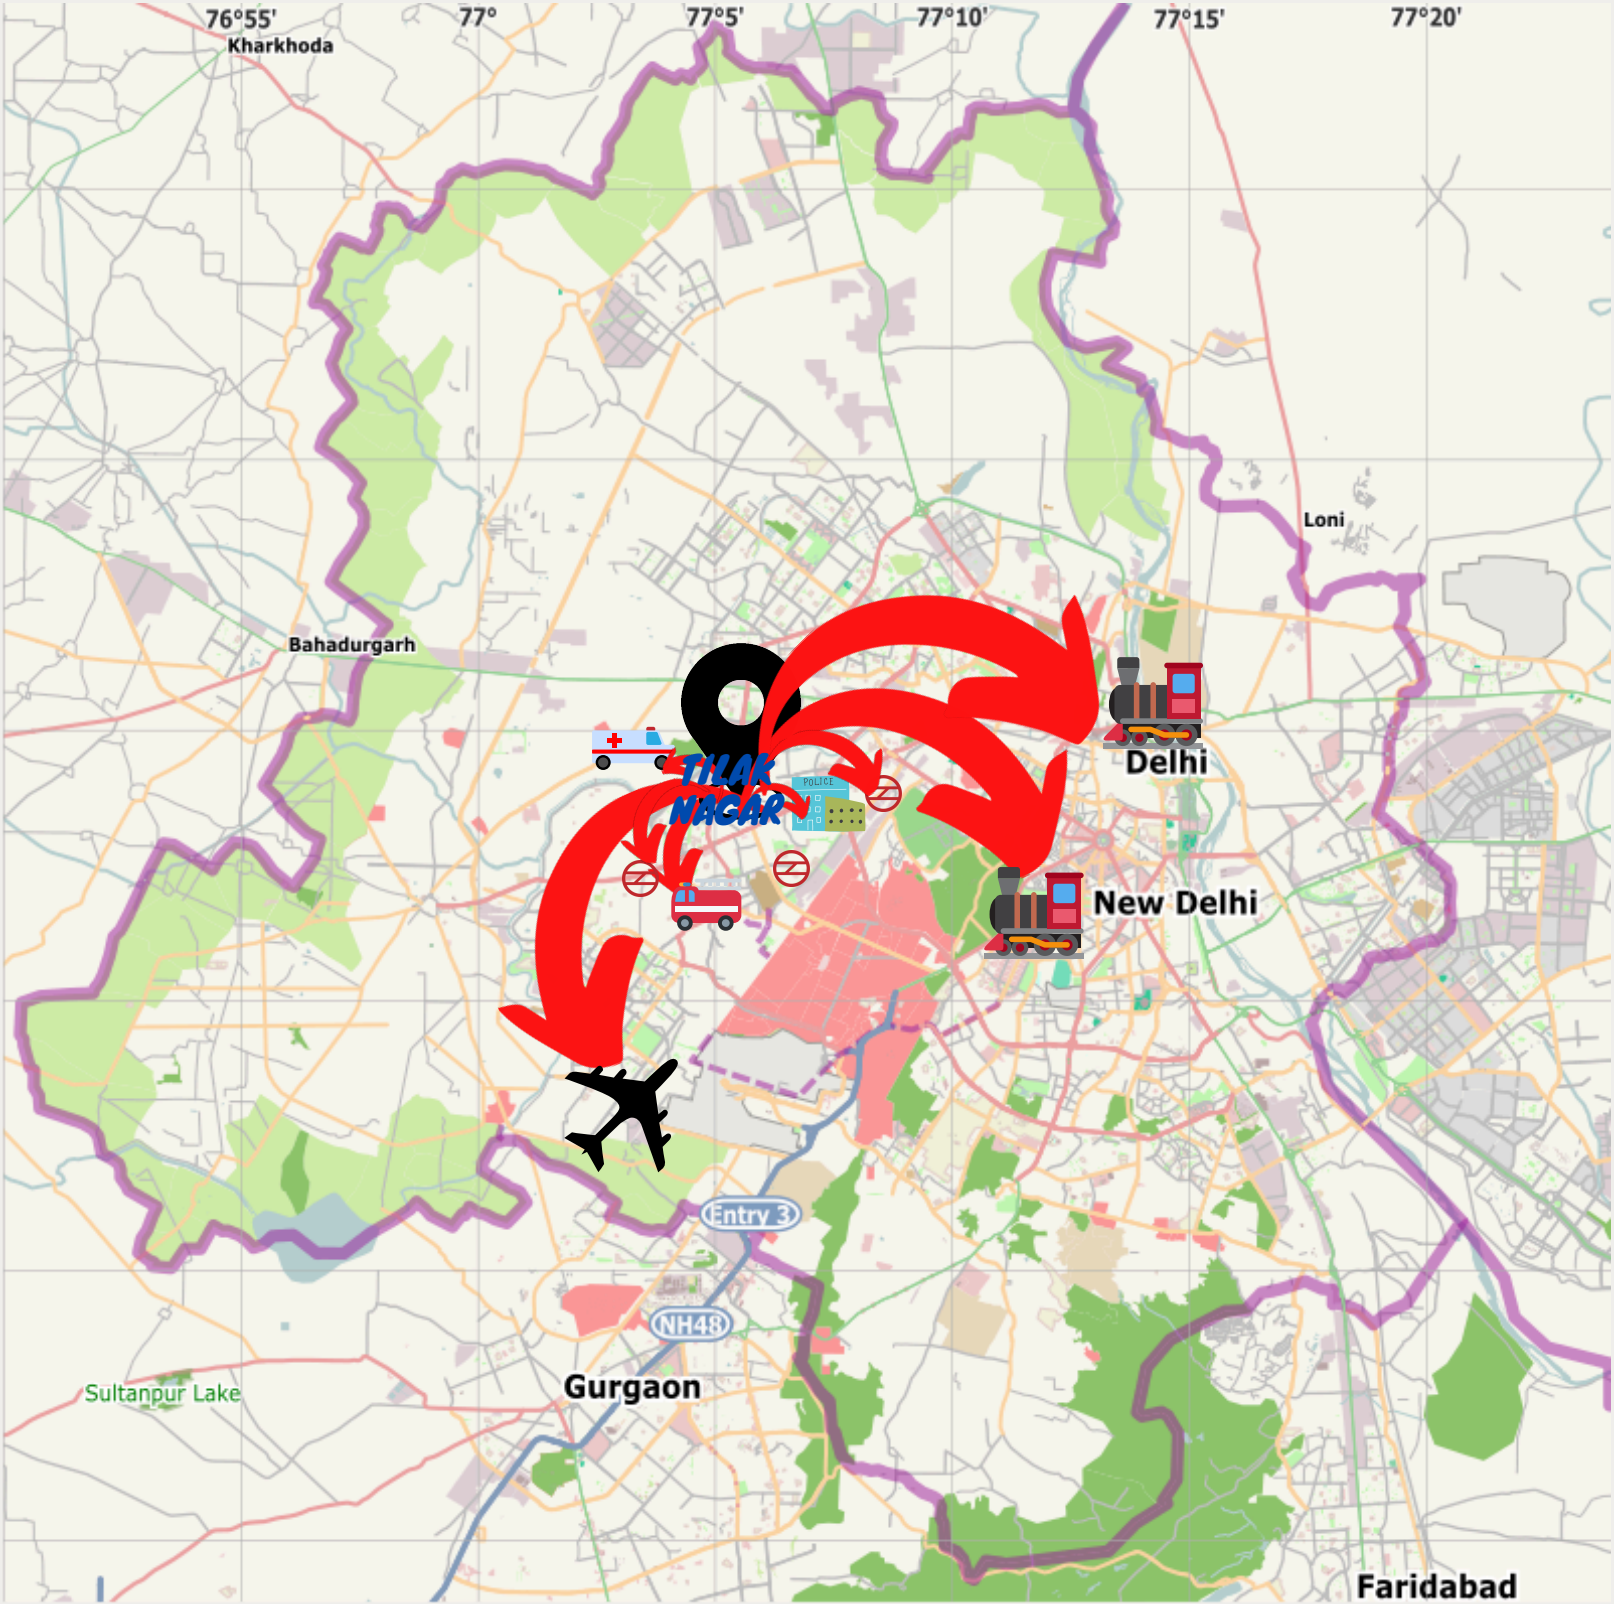 76°55'
77°
77°5'
77°10'
77°15'
77°20'
Kharkhoda
Loni
Bahadurgarh
TILAK
NAGAR
POLICE
Delhi
New Delhi
Entry 3
NH48
Gurgaon
Sultanpur Lake
Faridabad